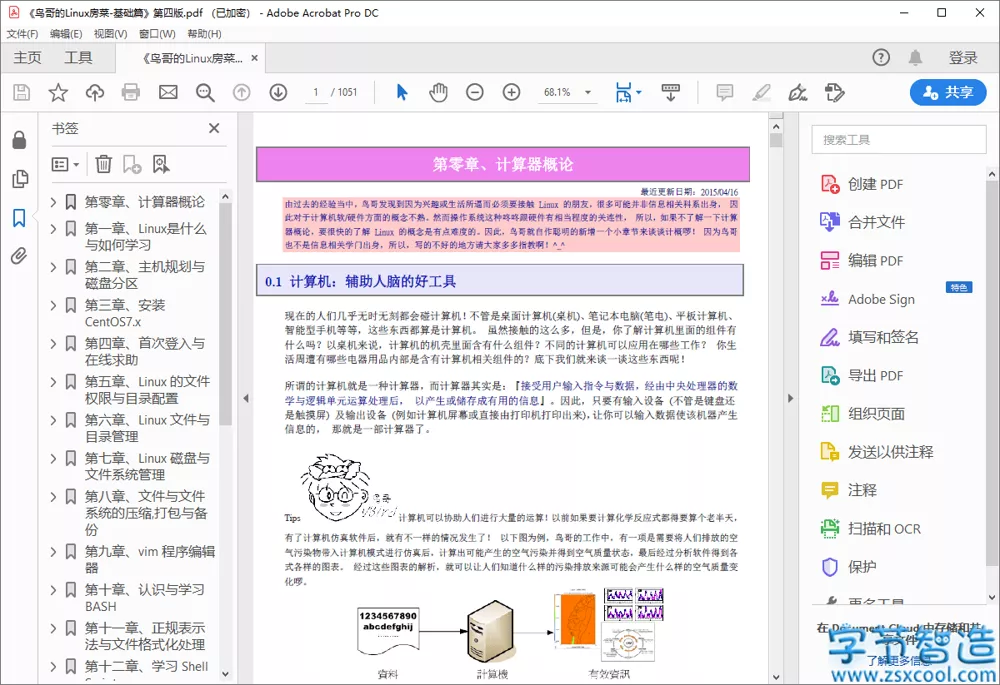 《鸟哥的Linux房菜-基础篇》第四版.pdf （已加密） - Adobe Acrobat Pro DC
文件(F) 编辑(E) 视图(V) 窗口(W) 帮助(H)
主页 工具 《鸟哥的Linux房菜... × 登录
1 / 1051 68.1% 共享
书签
第零章、计算器概论
第一章、Linux是什么
与如何学习
第二章、主机规划与
磁盘分区
第三章、安装
CentOS7.x
第四章、首次登入与
在线求助
第五章、Linux 的文件
权限与目录配置
第六章、Linux 文件与
目录管理
第七章、Linux 磁盘与
文件系统管理
第八章、文件与文件
系统的压缩,打包与备
份
第九章、vim 程序编辑
器
第十章、认识与学习
BASH
第十一章、正规表示
法与文件格式化处理
第十二章、学习 Shell
第零章、计算器概论
最近更新日期：2015/04/16
由过去的经验当中，鸟哥发现因为兴趣或生活所逼而必须要接触 Linux 的朋友，很多可能并非信息相关科系出身， 因
此对于计算机软/硬件方面的概念不熟。然而操作系统这种咚咚跟硬件有相当程度的关连性， 所以，如果不了解一下计算
器概论，要很快的了解 Linux 的概念是有点难度的。因此，鸟哥就自作聪明的新增一个小章节来谈谈计概啰！ 因为鸟哥
也不是信息相关学门出身，所以，写的不好的地方请大家多多指教啊！^_^
0.1 计算机：辅助人脑的好工具
现在的人们几乎无时无刻都会碰计算机！不管是桌面计算机(桌机)、笔记本电脑(笔电)、平板计算机、
智能型手机等等，这些东西都算是计算机。 虽然接触的这么多，但是，你了解计算机里面的组件有
什么吗？以桌机来说，计算机的机壳里面含有什么组件？不同的计算机可以应用在哪些工作？ 你生
活周遭有哪些电器用品内部是含有计算机相关组件的？底下我们就来谈一谈这些东西呢！
所谓的计算机就是一种计算器，而计算器其实是：『接受用户输入指令与数据，经由中央处理器的数
学与逻辑单元运算处理后， 以产生或储存成有用的信息』。因此，只要有输入设备 (不管是键盘还
是触摸屏) 及输出设备 (例如计算机屏幕或直接由打印机打印出来)，让你可以输入数据使该机器产生
信息的， 那就是一部计算器了。
Tips 计算机可以协助人们进行大量的运算！以前如果要计算化学反应式都得要算个老半天，
有了计算机仿真软件后，就有不一样的情况发生了！ 以下图为例，鸟哥的工作中，有一项是需要将人们排放的空
气污染物带入计算机模式进行仿真后，计算出可能产生的空气污染并得到空气质量状态，最后经过分析软件得到各
式各样的图表。 经过这些图表的解析，就可以让人们知道什么样的污染排放来源可能会产生什么样的空气质量变
化啰。
1234567890
abcdefghij
資料 計算機 有效資訊
搜索工具
创建 PDF
合并文件
编辑 PDF
Adobe Sign 特色
填写和签名
导出 PDF
组织页面
发送以供注释
注释
扫描和 OCR
保护
更多工具
了解更多信息
字节智造
www.zsxcool.com